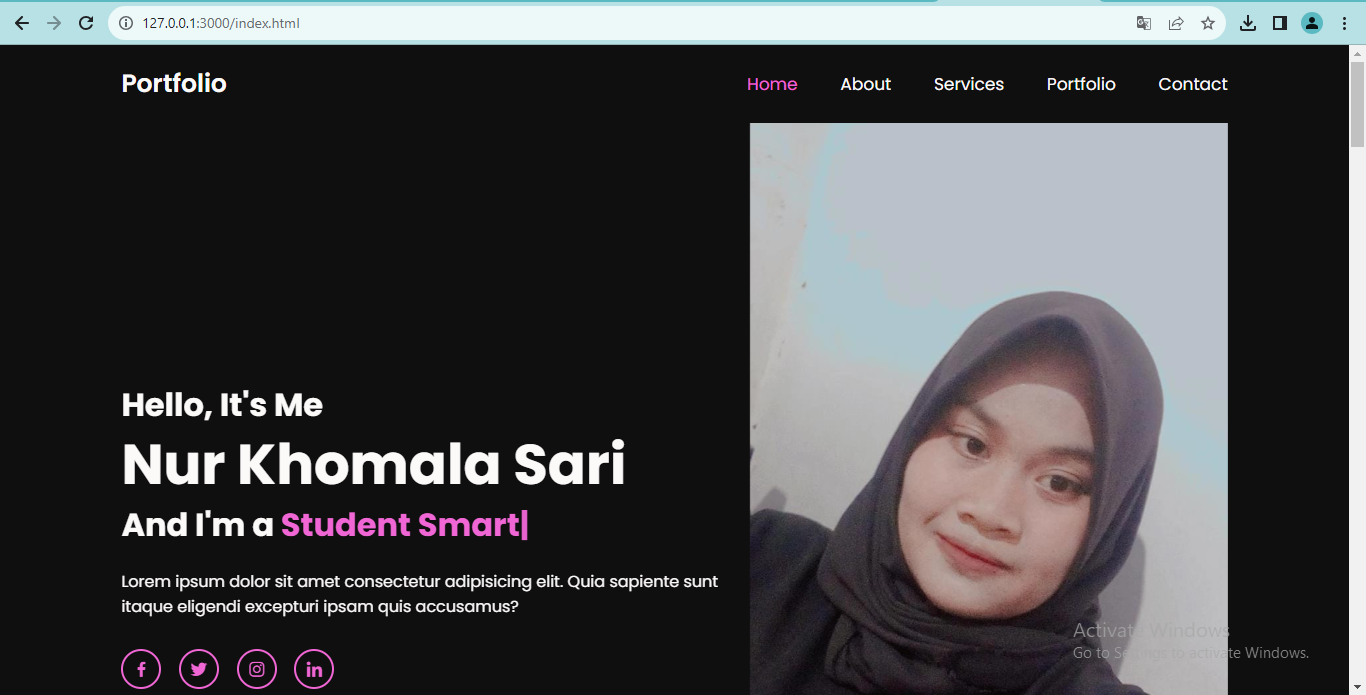 127.0.0.1:3000/index.html
Portfolio
Home About Services Portfolio Contact
Hello, It's Me
Nur Khomala Sari
And I'm a Student Smart|
Lorem ipsum dolor sit amet consectetur adipisicing elit. Quia sapiente sunt
itaque eligendi excepturi ipsam quis accusamus?
Activate Windows
Go to Settings to activate Windows.